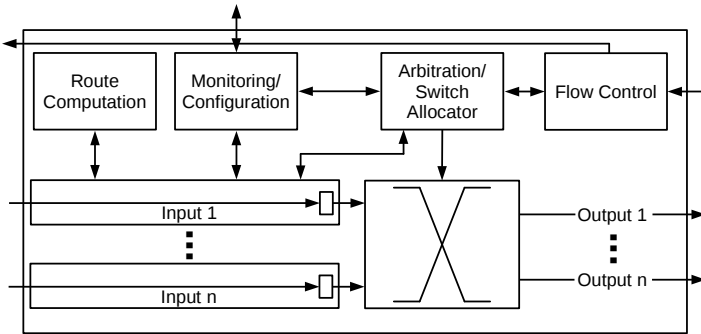 Route
Computation
Monitoring/
Configuration
Arbitration/
Switch
Allocator
Flow Control
Input 1
Output 1
Input n
Output n